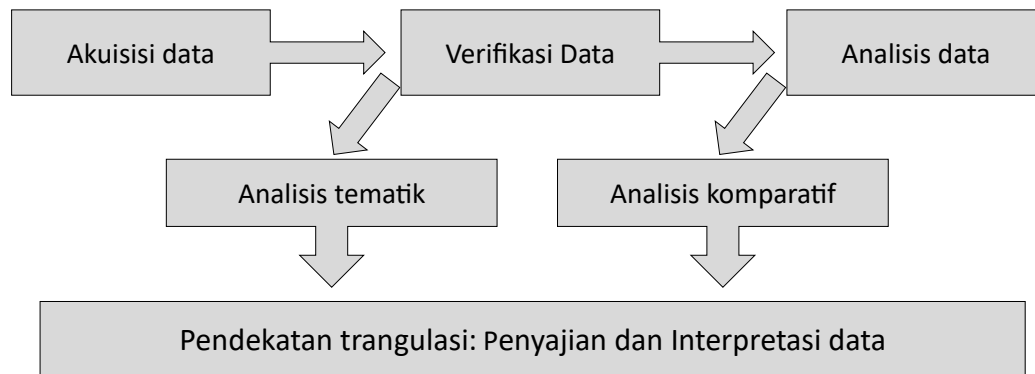 Akuisisi data
Verifikasi Data
Analisis data
Analisis tematik
Analisis komparatif
Pendekatan trangulasi: Penyajian dan Interpretasi data